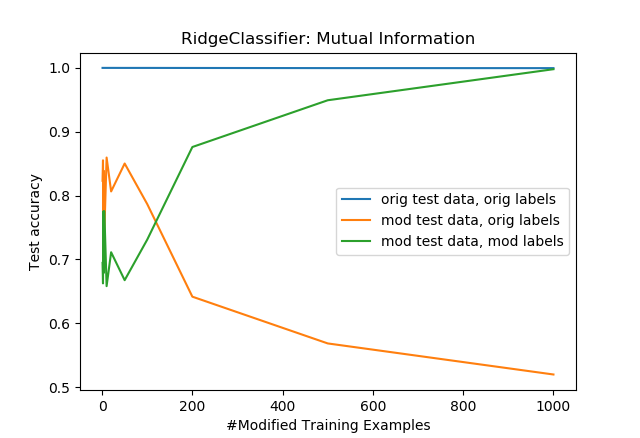 RidgeClassifier: Mutual Information
1.0
0.9
0.8
0.7
0.6
0.5
Test accuracy
orig test data, orig labels
mod test data, orig labels
mod test data, mod labels
0
200
400
600
800
1000
#Modified Training Examples